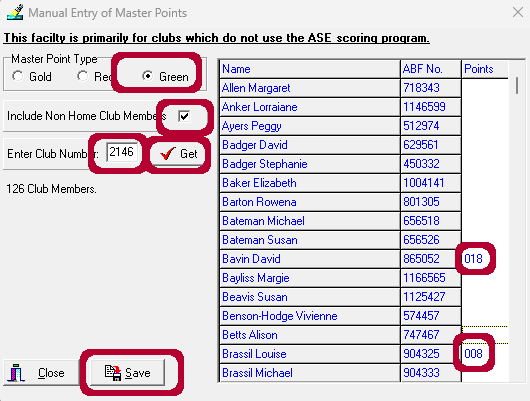 Manual Entry of Master Points
This facilty is primarily for clubs which do not use the ASE scoring program.
Master Point Type
Gold Red Green
Include Non Home Club Members
Enter Club Number: 2146 Get
126 Club Members.
Close Save
Name ABF No. Points
Allen Margaret 718343
Anker Lorraiane 1146599
Ayers Peggy 512974
Badger David 629561
Badger Stephanie 450332
Baker Elizabeth 1004141
Barton Rowena 801305
Bateman Michael 656518
Bateman Susan 656526
Bavin David 865052 018
Bayliss Margie 1166565
Beavis Susan 1125427
Benson-Hodge Vivienne 574457
Betts Alison 747467
Brassil Louise 904325 008
Brassil Michael 904333